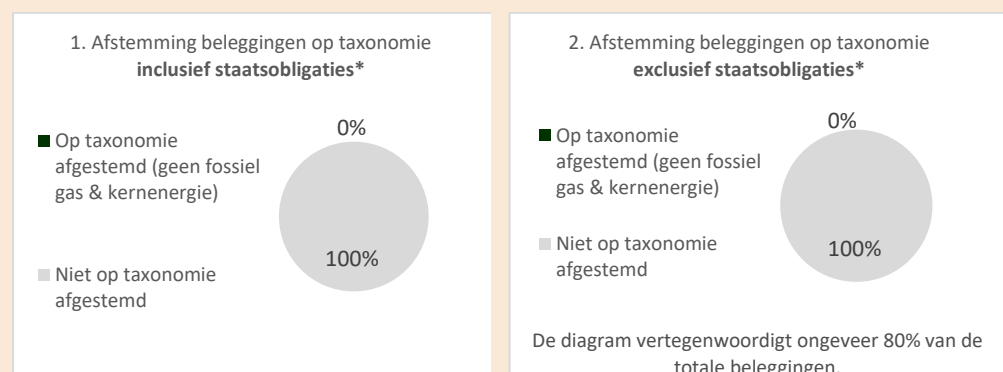 1. Afstemming beleggingen op taxonomie
inclusief staatsobligaties*
0%
Op taxonomie
afgestemd (geen fossiel
gas & kernenergie)
100%
Niet op taxonomie
afgestemd
2. Afstemming beleggingen op taxonomie
exclusief staatsobligaties*
0%
Op taxonomie
afgestemd (geen fossiel
gas & kernenergie)
Niet op taxonomie
afgestemd
100%
De diagram vertegenwoordigt ongeveer 80% van de
totale beleggingen.